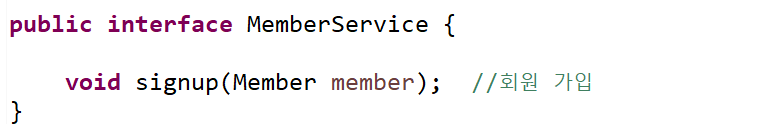 public interface MemberService {
void signup(Member member);  //회원 가입
}